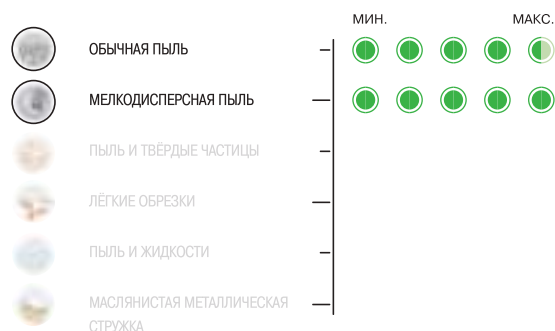 МИН. МАКС.
ОБЫЧНАЯ ПЫЛЬ
МЕЛКОДИСПЕРСНАЯ ПЫЛЬ
ПЫЛЬ И ТВЁРДЫЕ ЧАСТИЦЫ
ЛЁГКИЕ ОБРЕЗКИ
ПЫЛЬ И ЖИДКОСТИ
МАСЛЯНИСТАЯ МЕТАЛЛИЧЕСКАЯ
СТРУЖКА